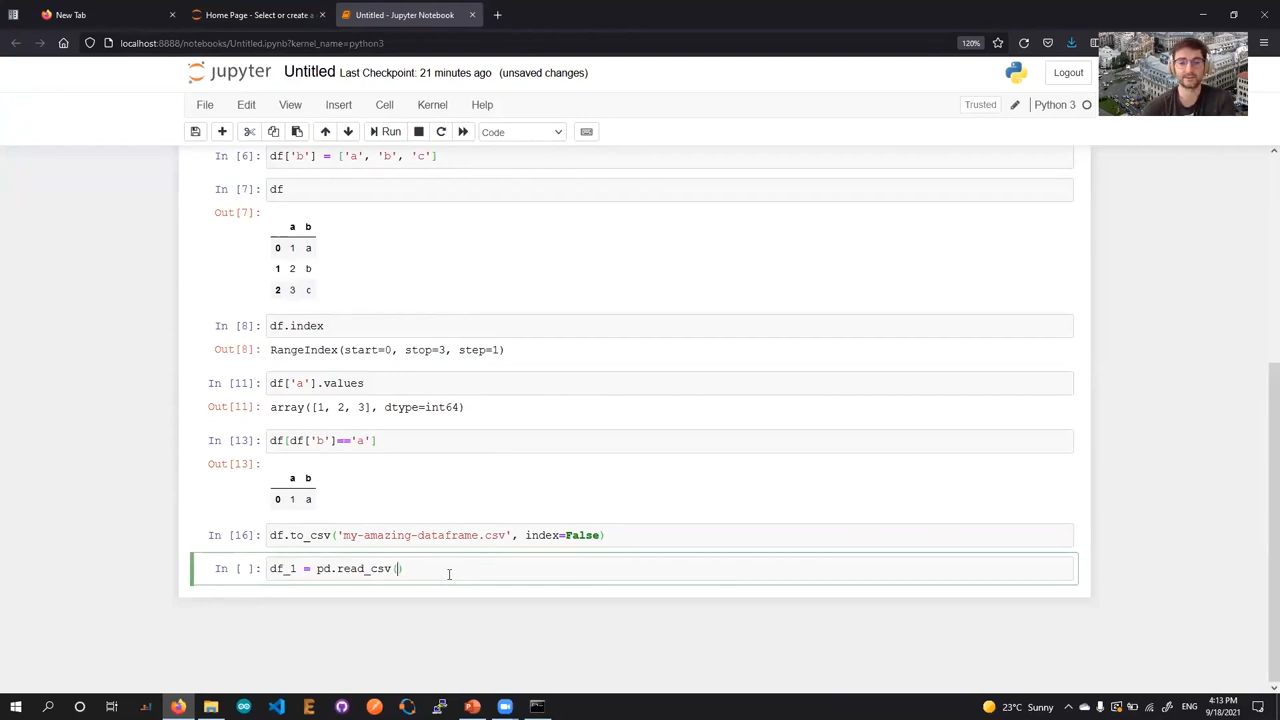 New Tab
Home Page - Select or create a
Untitled - Jupyter Notebook
localhost:8888/notebooks/Untitled.ipynb?kernel_name=python3
120%
jupyter Untitled Last Checkpoint: 21 minutes ago (unsaved changes)
Logout
File Edit View Insert Cell Kernel Help
Trusted
Python 3
Run
Code
In [6]: df['b'] = ['a', 'b', 'c']
In [7]: df
Out[7]:
a b
0 1 a
1 2 b
2 3 c
In [8]: df.index
Out[8]: RangeIndex(start=0, stop=3, step=1)
In [11]: df['a'].values
Out[11]: array([1, 2, 3], dtype=int64)
In [13]: df[df['b']=='a']
Out[13]:
a b
0 1 a
In [16]: df.to_csv('my-amazing-dataframe.csv', index=False)
In [ ]: df_1 = pd.read_csv()
23°C Sunny
4:13 PM
9/18/2021